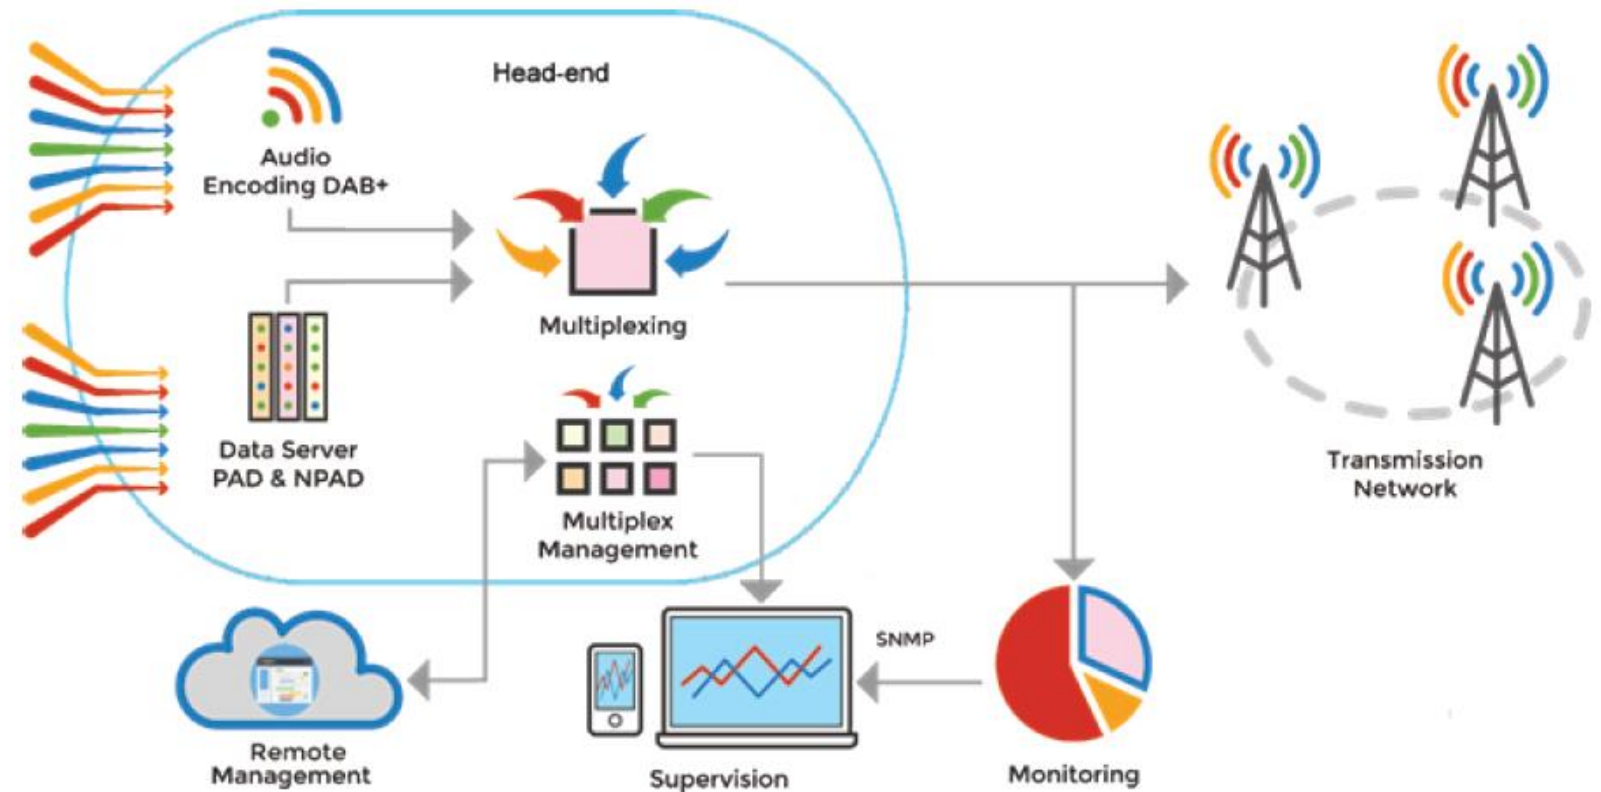 Head-end
Audio
Encoding DAB+
Multiplexing
Data Server
PAD & NPAD
Multiplex
Management
Transmission
Network
SNMP
Remote
Management
Supervision
Monitoring